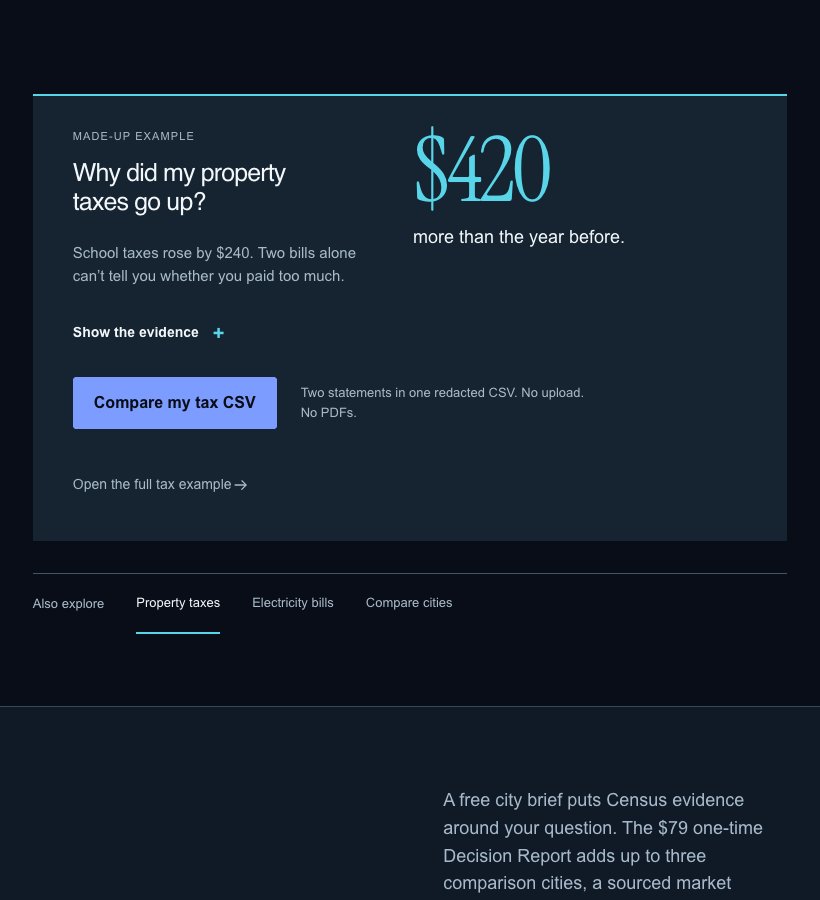 MADE-UP EXAMPLE
Why did my property
taxes go up?
School taxes rose by $240. Two bills alone
can’t tell you whether you paid too much.
Show the evidence +
$420
more than the year before.
Compare my tax CSV
Two statements in one redacted CSV. No upload.
No PDFs.
Open the full tax example →
Also explore
Property taxes
Electricity bills
Compare cities
A free city brief puts Census evidence
around your question. The $79 one-time
Decision Report adds up to three
comparison cities, a sourced market